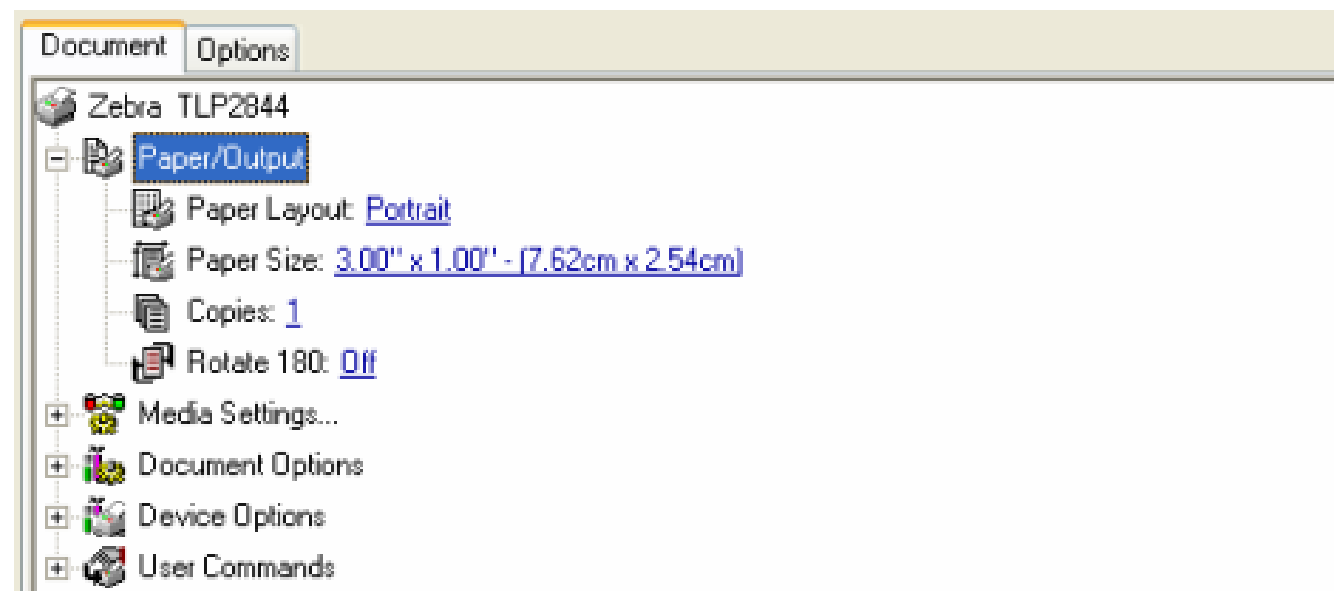 Document Options
Zebra TLP2844
Paper/Output
Paper Layout: Portrait
Paper Size: 3.00" x 1.00" - (7.62cm x 2.54cm)
Copies: 1
Rotate 180: Off
Media Settings...
Document Options
Device Options
User Commands